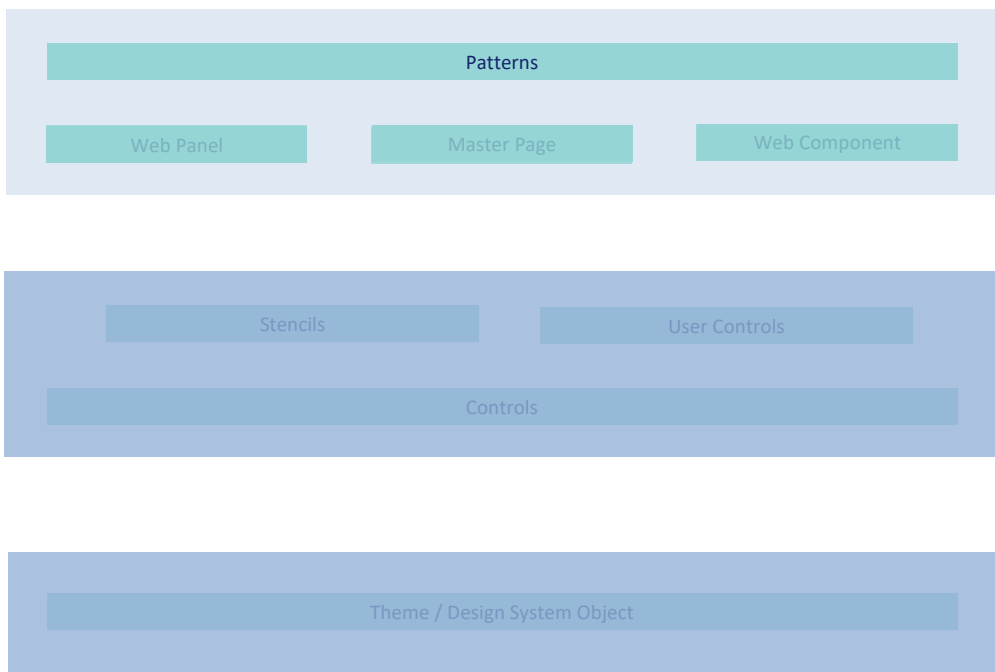 Patterns
Web Panel
Master Page
Web Component
Stencils
User Controls
Controls
Theme / Design System Object